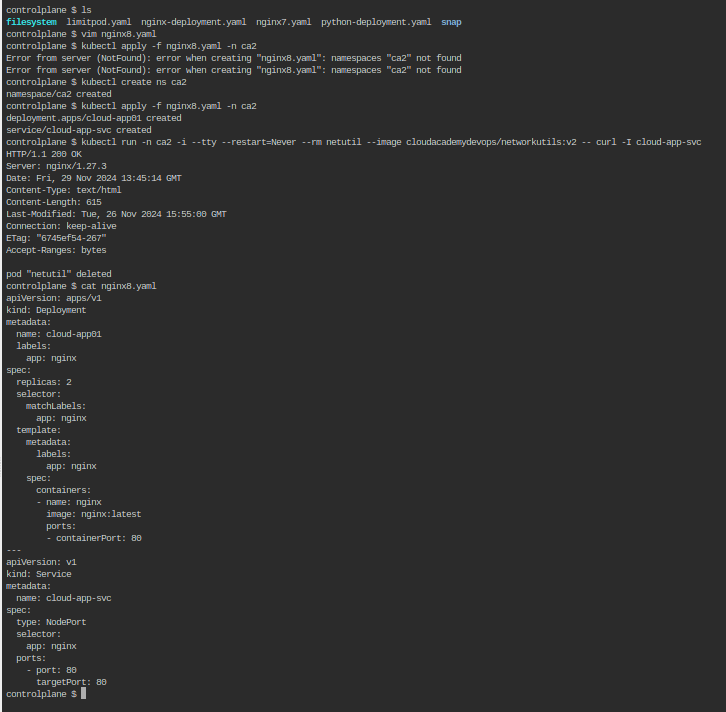 controlplane $ ls
filesystem  limitpod.yaml  nginx-deployment.yaml  nginx7.yaml  python-deployment.yaml  snap
controlplane $ vim nginx8.yaml
controlplane $ kubectl apply -f nginx8.yaml -n ca2
Error from server (NotFound): error when creating "nginx8.yaml": namespaces "ca2" not found
Error from server (NotFound): error when creating "nginx8.yaml": namespaces "ca2" not found
controlplane $ kubectl create ns ca2
namespace/ca2 created
controlplane $ kubectl apply -f nginx8.yaml -n ca2
deployment.apps/cloud-app01 created
service/cloud-app-svc created
controlplane $ kubectl run -n ca2 -i --tty --restart=Never --rm netutil --image cloudacademydevops/networkutils:v2 -- curl -I cloud-app-svc
HTTP/1.1 200 OK
Server: nginx/1.27.3
Date: Fri, 29 Nov 2024 13:45:14 GMT
Content-Type: text/html
Content-Length: 615
Last-Modified: Tue, 26 Nov 2024 15:55:00 GMT
Connection: keep-alive
ETag: "6745ef54-267"
Accept-Ranges: bytes

pod "netutil" deleted
controlplane $ cat nginx8.yaml
apiVersion: apps/v1
kind: Deployment
metadata:
  name: cloud-app01
  labels:
    app: nginx
spec:
  replicas: 2
  selector:
    matchLabels:
      app: nginx
  template:
    metadata:
      labels:
        app: nginx
    spec:
      containers:
      - name: nginx
        image: nginx:latest
        ports:
        - containerPort: 80
---
apiVersion: v1
kind: Service
metadata:
  name: cloud-app-svc
spec:
  type: NodePort
  selector:
    app: nginx
  ports:
    - port: 80
      targetPort: 80
controlplane $